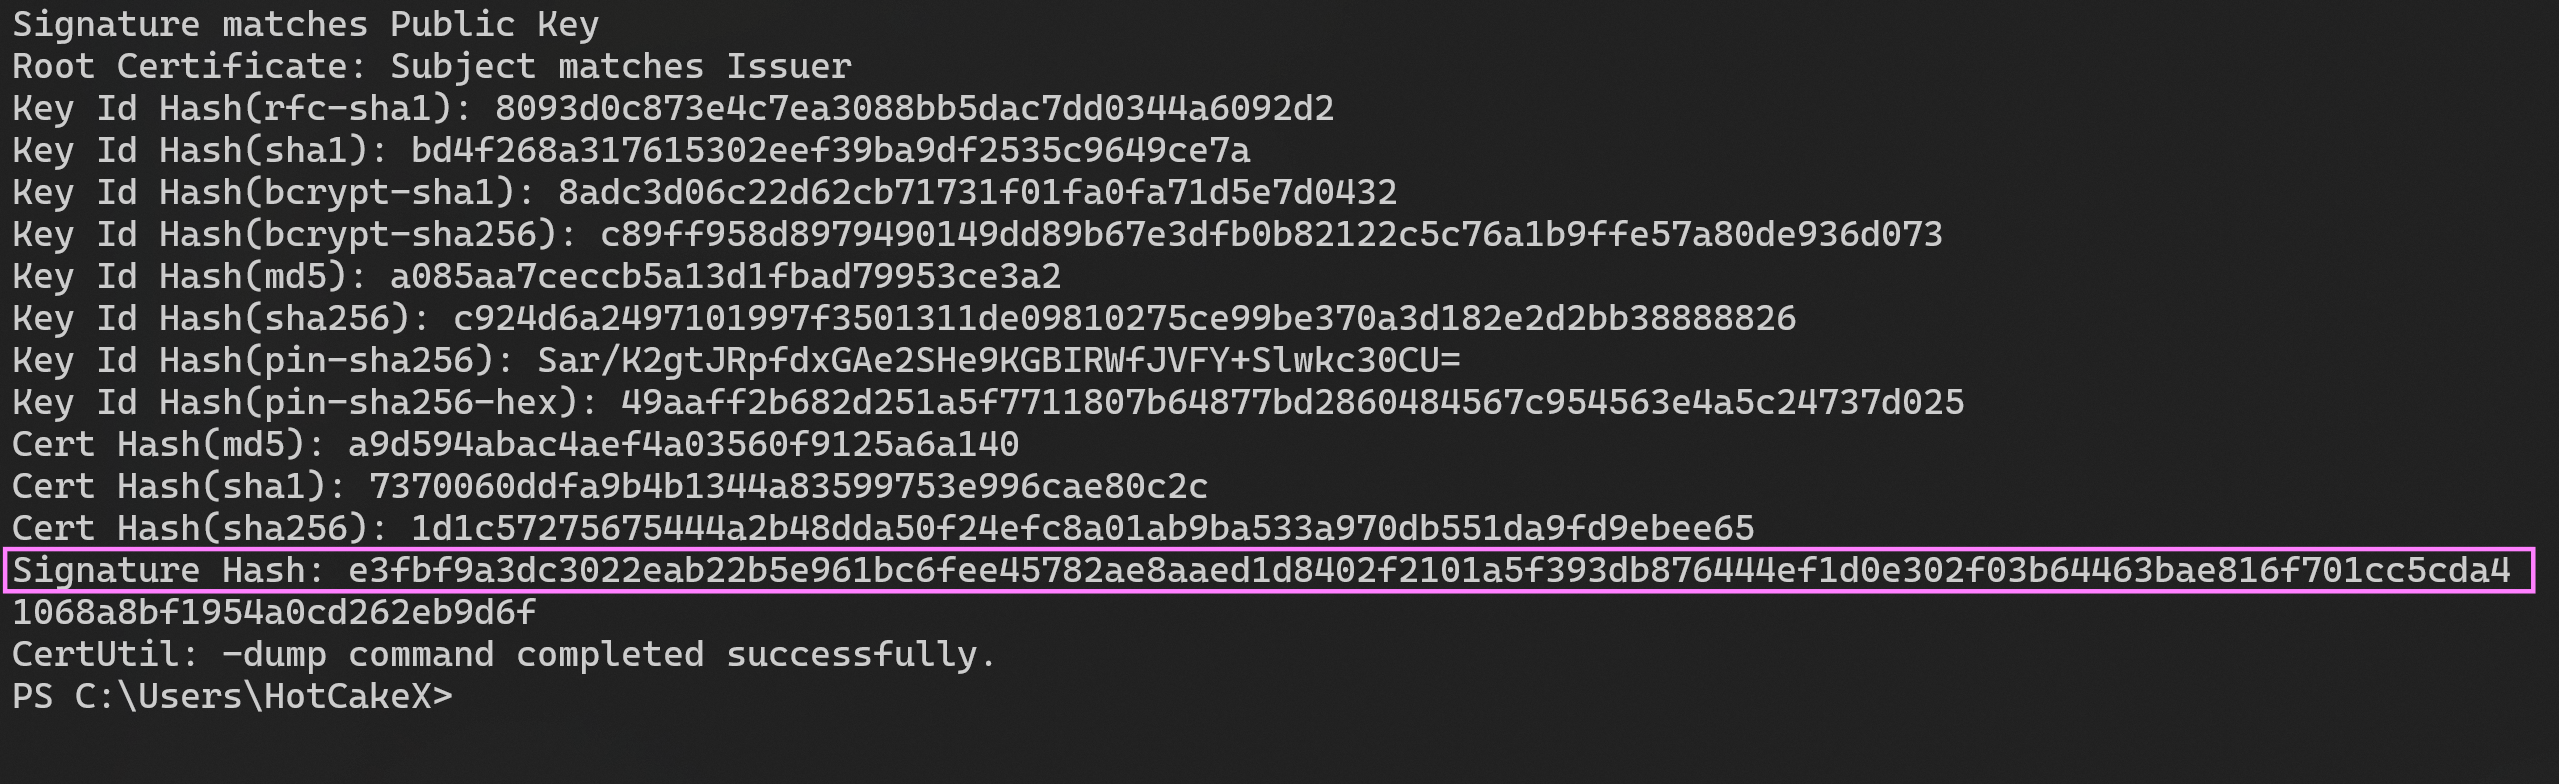 Signature matches Public Key
Root Certificate: Subject matches Issuer
Key Id Hash(rfc-sha1): 8093d0c873e4c7ea3088bb5dac7dd0344a6092d2
Key Id Hash(sha1): bd4f268a317615302eef39ba9df2535c9649ce7a
Key Id Hash(bcrypt-sha1): 8adc3d06c22d62cb71731f01fa0fa71d5e7d0432
Key Id Hash(bcrypt-sha256): c89ff958d8979490149dd89b67e3dfb0b82122c5c76a1b9ffe57a80de936d073
Key Id Hash(md5): a085aa7ceccb5a13d1fbad79953ce3a2
Key Id Hash(sha256): c924d6a2497101997f3501311de09810275ce99be370a3d182e2d2bb38888826
Key Id Hash(pin-sha256): Sar/K2gtJRpfdxGAe2SHe9KGBIRWfJVFY+Slwkc30CU=
Key Id Hash(pin-sha256-hex): 49aaff2b682d251a5f7711807b64877bd2860484567c954563e4a5c24737d025
Cert Hash(md5): a9d594abac4aef4a03560f9125a6a140
Cert Hash(sha1): 7370060ddfa9b4b1344a83599753e996cae80c2c
Cert Hash(sha256): 1d1c57275675444a2b48dda50f24efc8a01ab9ba533a970db551da9fd9ebee65
Signature Hash: e3fbf9a3dc3022eab22b5e961bc6fee45782ae8aaed1d8402f2101a5f393db876444ef1d0e302f03b64463bae816f701cc5cda4
1068a8bf1954a0cd262eb9d6f
CertUtil: -dump command completed successfully.
PS C:\Users\HotCakeX>